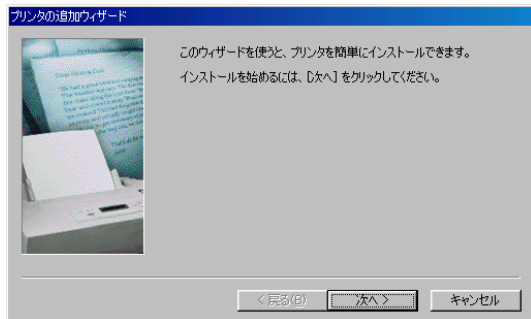 プリンタの追加ウィザード
このウィザードを使うと、プリンタを簡単にインストールできます。
インストールを始めるには、[次へ] をクリックしてください。
< 戻る(B)
次へ >
キャンセル